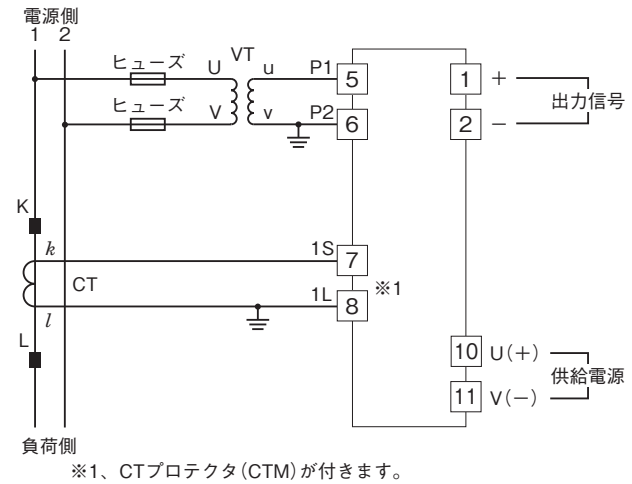 電源側
1 2
ヒューズ U VT u P1 5
ヒューズ V v P2 6
1 +
2 −
出力信号
K
k 1S 7
CT
※1
l 1L 8
L
10 U(+)
供給電源
11 V(−)
負荷側
※1、CTプロテクタ(CTM)が付きます。